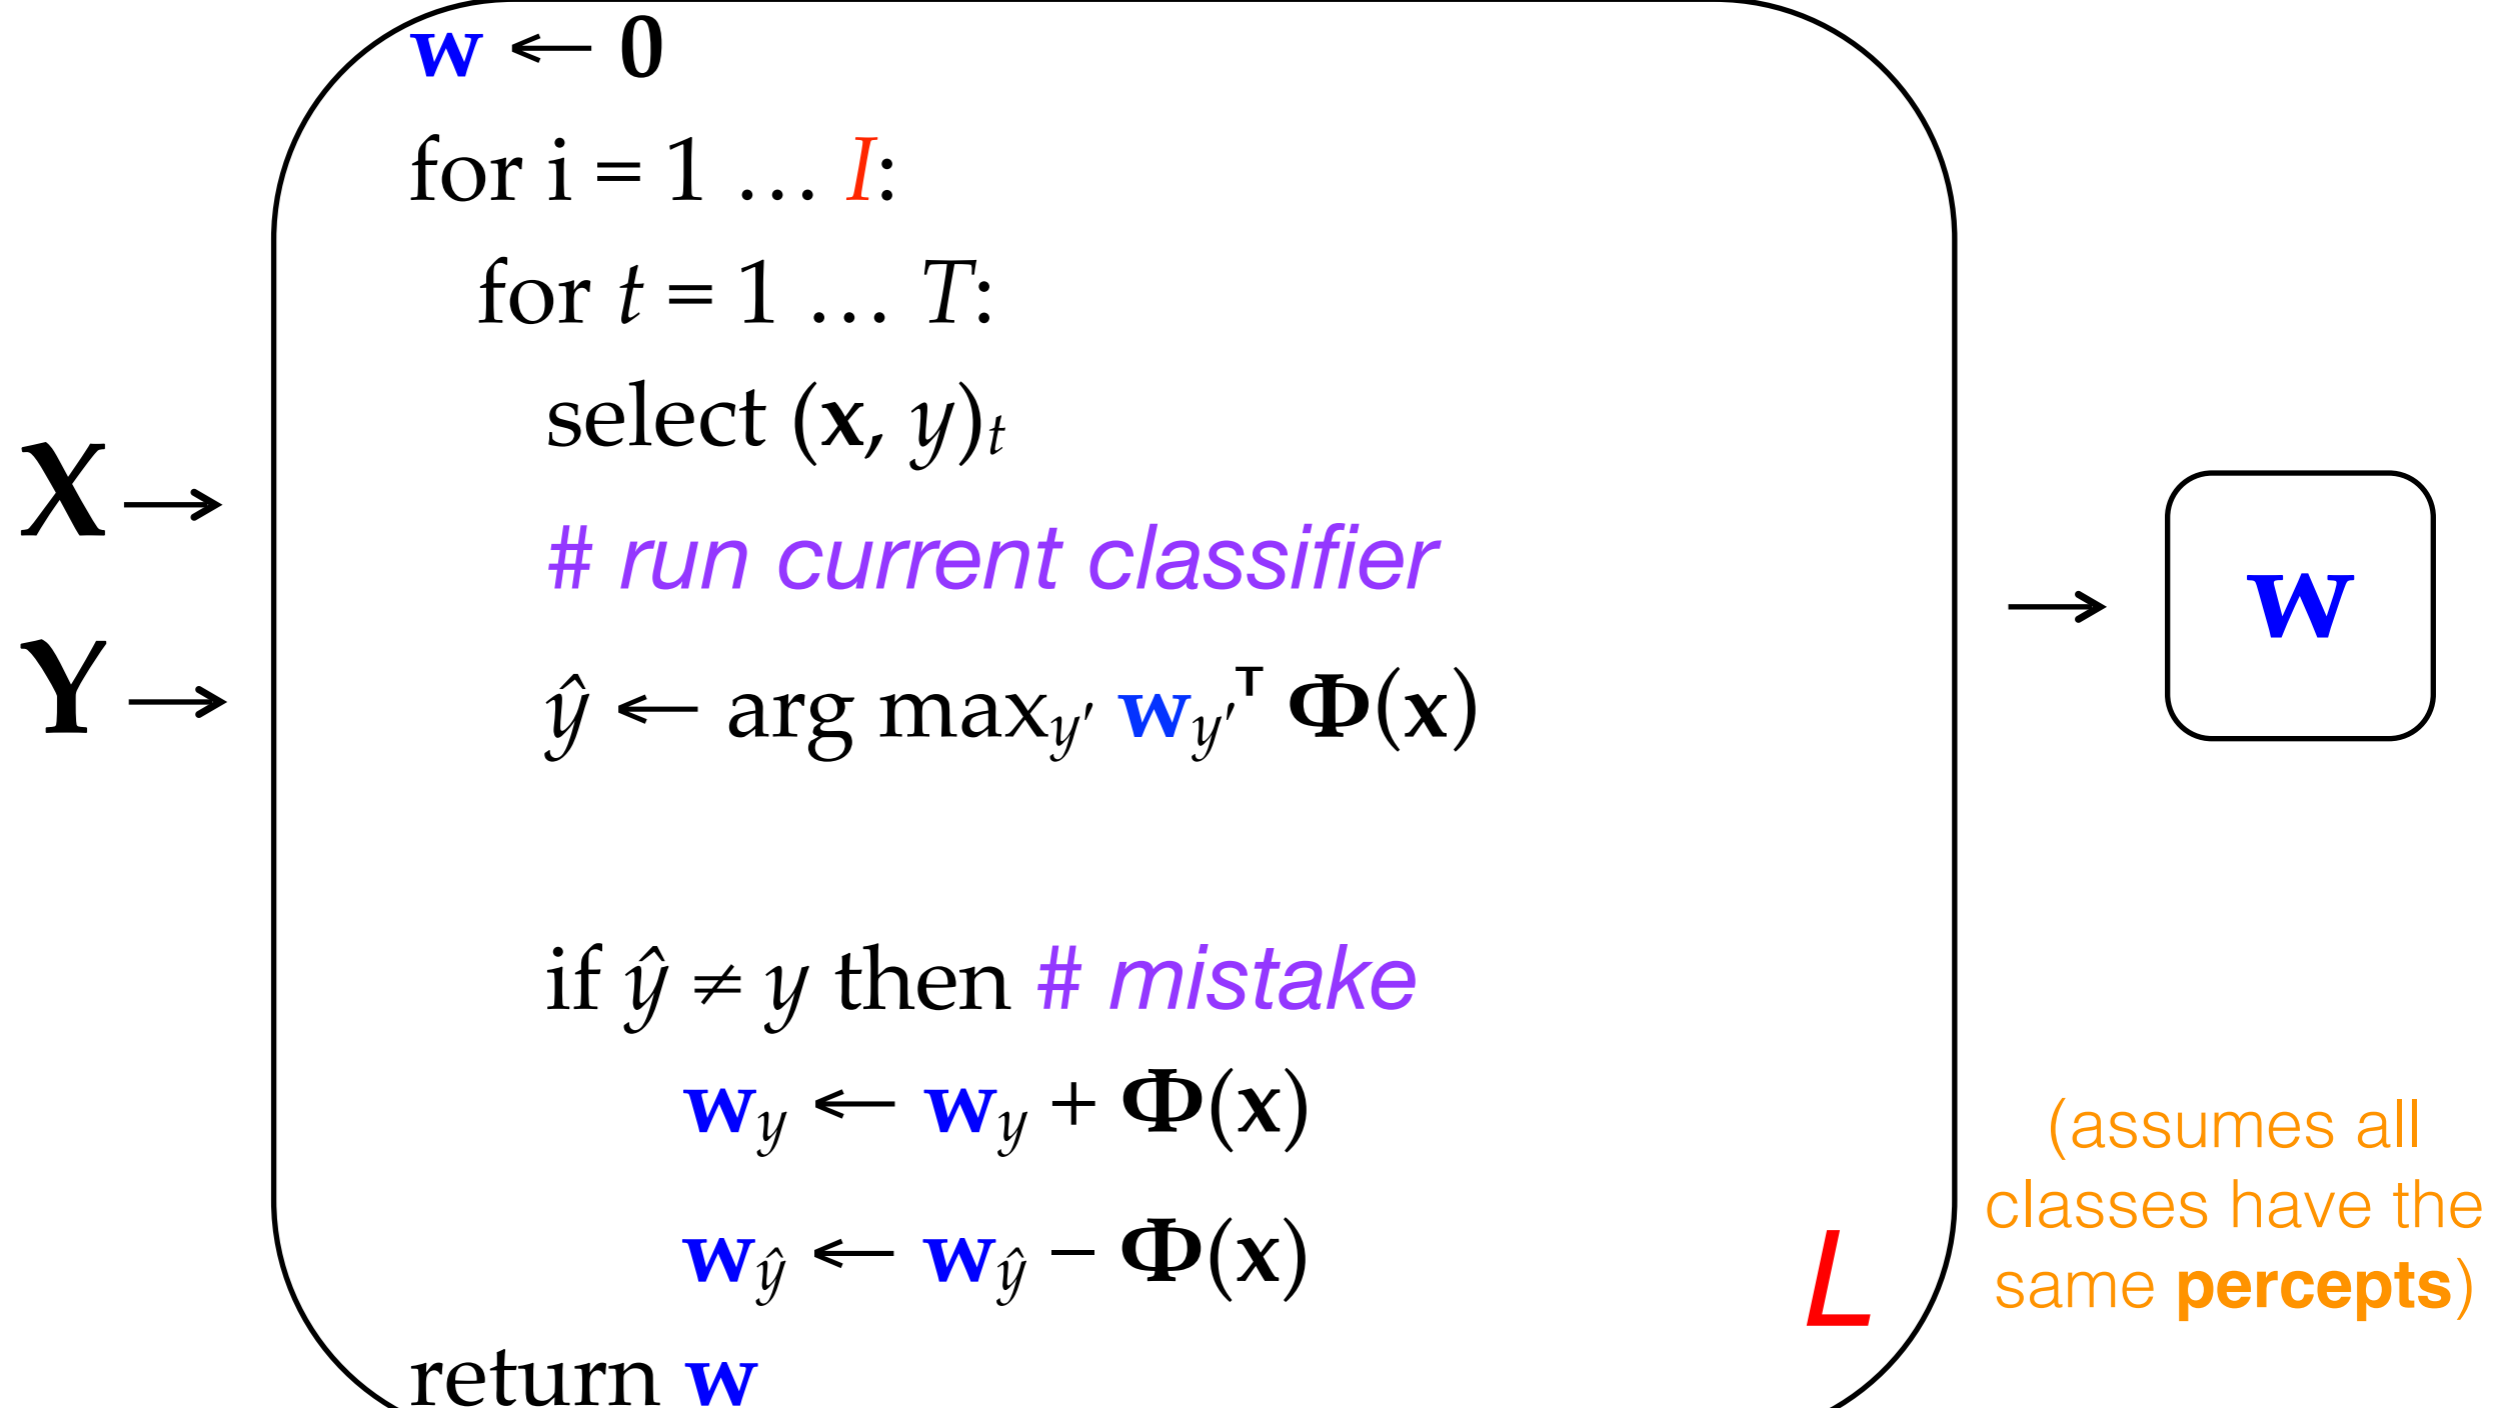 w ← 0
for i = 1 … I:
for t = 1 … T:
select (x, y)t
X →
# run current classifier
Y →
ŷ ← arg maxy′ wy′⊤ Φ(x)
→ w
if ŷ ≠ y then # mistake
wy ← wy + Φ(x)
wŷ ← wŷ − Φ(x)
return w
L
(assumes all
classes have the
same percepts)